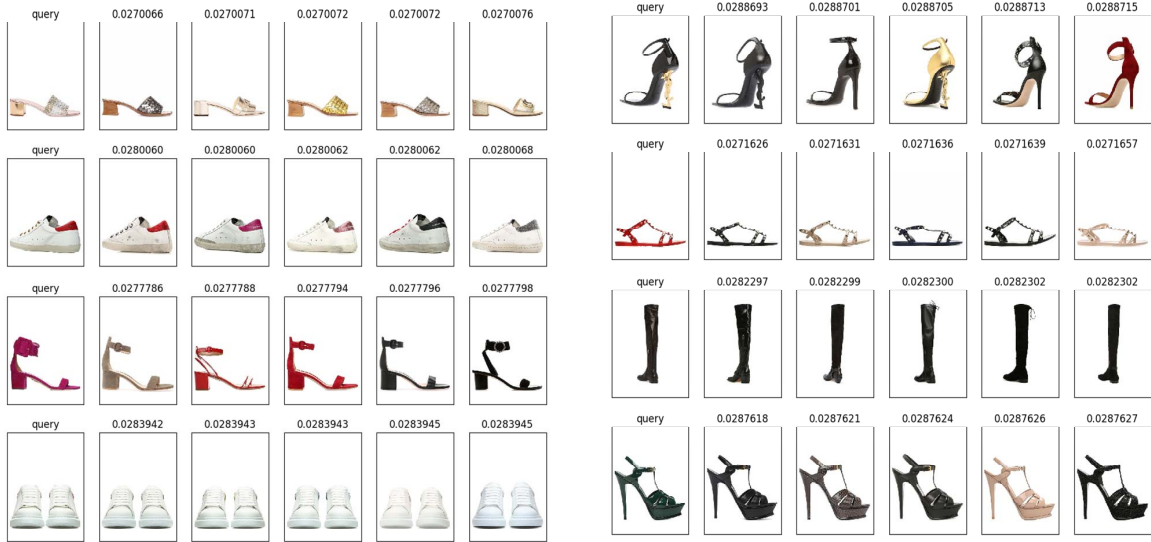 query 0.0270066 0.0270071 0.0270072 0.0270072 0.0270076
query 0.0280060 0.0280060 0.0280062 0.0280062 0.0280068
query 0.0277786 0.0277788 0.0277794 0.0277796 0.0277798
query 0.0283942 0.0283943 0.0283943 0.0283945 0.0283945
query 0.0288693 0.0288701 0.0288705 0.0288713 0.0288715
query 0.0271626 0.0271631 0.0271636 0.0271639 0.0271657
query 0.0282297 0.0282299 0.0282300 0.0282302 0.0282302
query 0.0287618 0.0287621 0.0287624 0.0287626 0.0287627